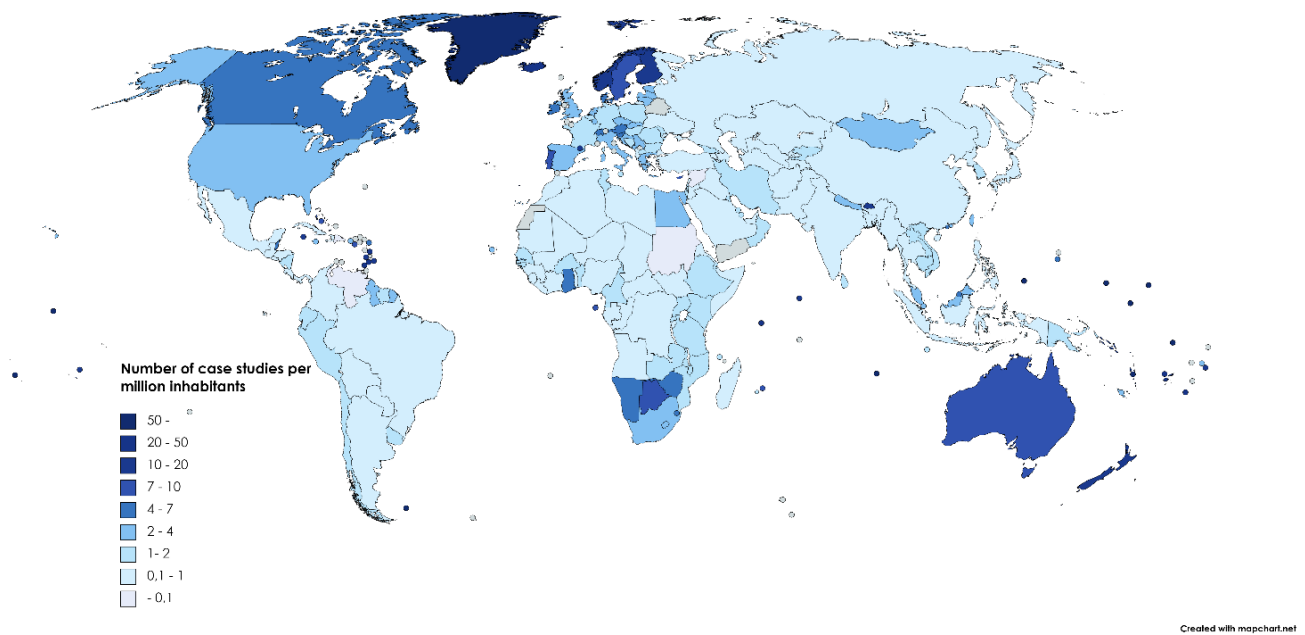 Number of case studies per
million inhabitants
50 -
20 - 50
10 - 20
7 - 10
4 - 7
2 - 4
1- 2
0,1 - 1
- 0,1
Created with mapchart.net